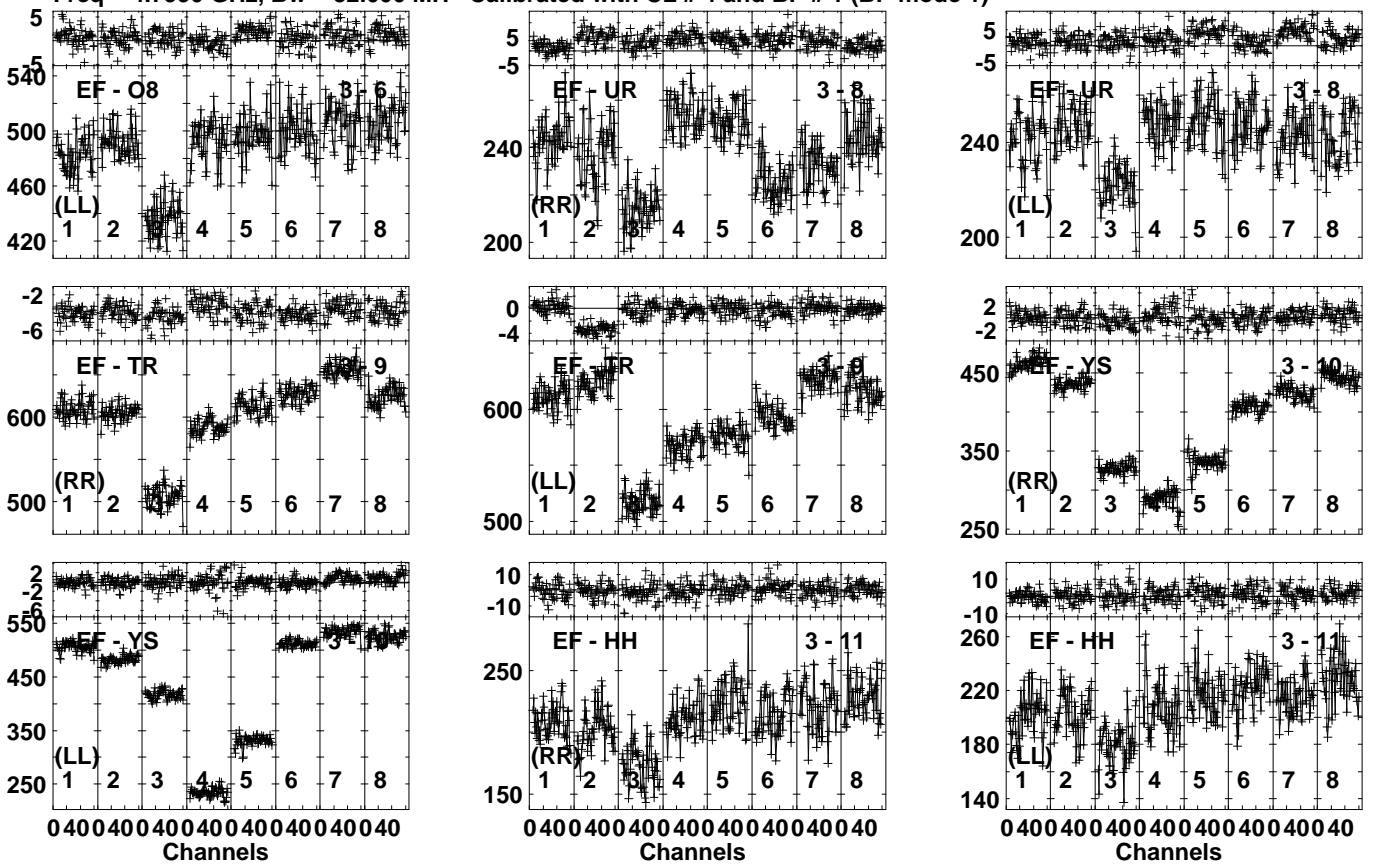 5 5 5
-5 -5 -5
540 EF - O8 3 - 6 EF - UR 3 - 8 EF - UR 3 - 8
500 240 240
460
(LL) (RR) (LL)
420 1 2 3 4 5 6 7 8 200 1 2 3 4 5 6 7 8 200 1 2 3 4 5 6 7 8
-2 0 2
-6 -4 -2
EF - TR 3 - 9 EF - TR 3 - 9 EF - YS 3 - 10
600 600 450
350
(RR) (LL) (RR)
500 1 2 3 4 5 6 7 8 500 1 2 3 4 5 6 7 8 250 1 2 3 4 5 6 7 8
2 10 10
-2 -10 -10
-6
550 EF - YS 3 - 10 EF - HH 3 - 11 260 EF - HH 3 - 11
450 250 220
350 180
(LL) (RR) (LL)
250 1 2 3 4 5 6 7 8 150 1 2 3 4 5 6 7 8 140 1 2 3 4 5 6 7 8
0 40 0 40 0 40 0 40 0 40 0 40 0 40 0 40 0 40 0 40 0 40 0 40 0 40 0 40 0 40 0 40 0 40 0 40 0 40 0 40 0 40 0 40 0 40 0 40
Channels Channels Channels